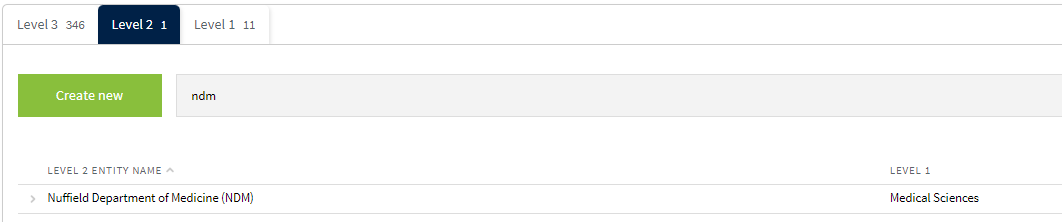 Level 3 346 Level 2 1 Level 1 11
Create new ndm
LEVEL 2 ENTITY NAME LEVEL 1
Nuffield Department of Medicine (NDM) Medical Sciences